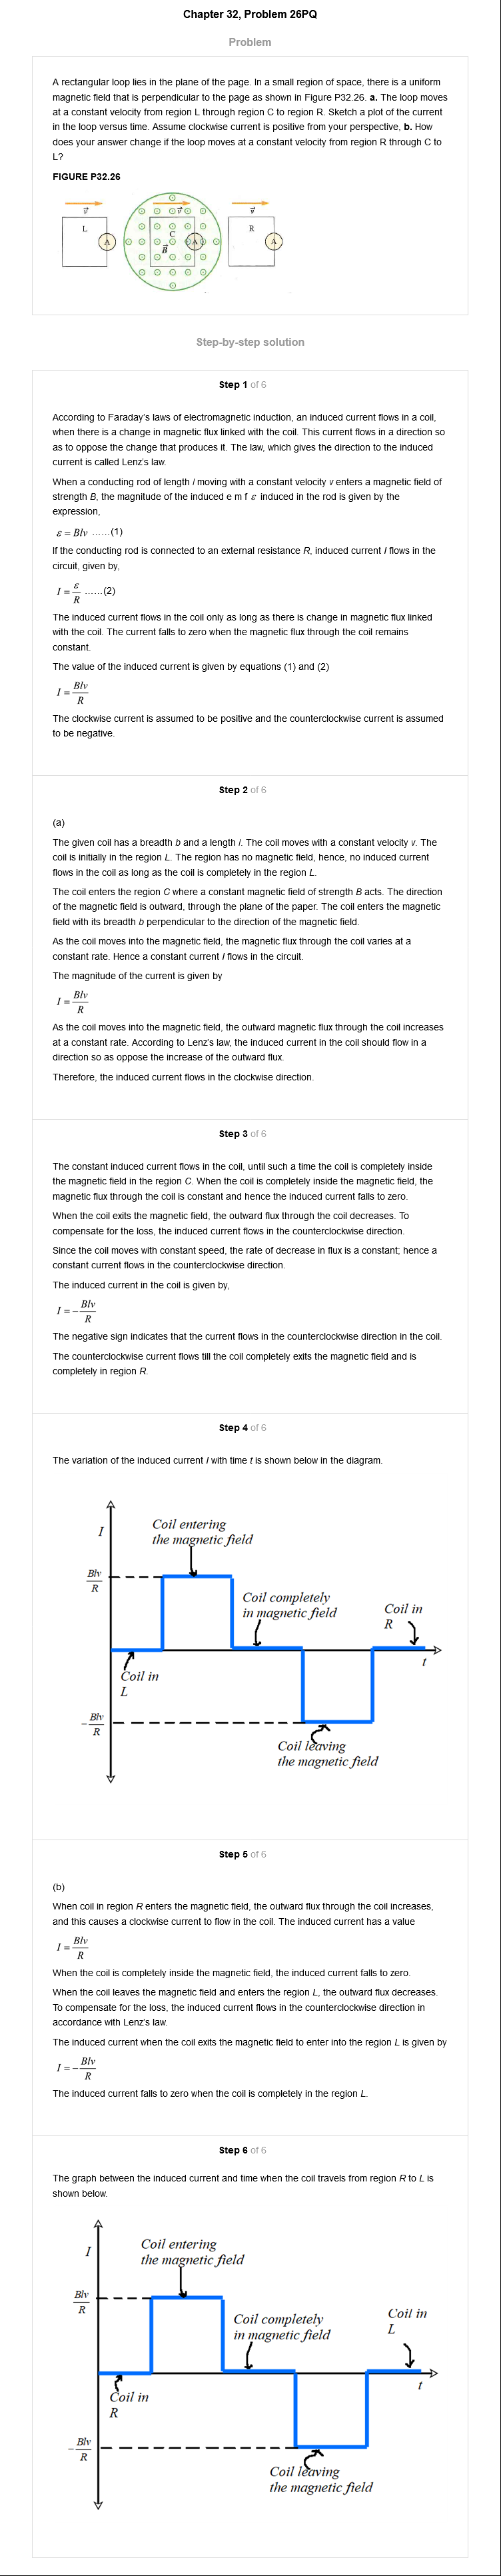 Chapter 32, Problem 26PQ
Problem
A rectangular loop lies in the plane of the page. In a small region of space, there is a uniform
magnetic field that is perpendicular to the page as shown in Figure P32.26. a. The loop moves
at a constant velocity from region L through region C to region R. Sketch a plot of the current
in the loop versus time. Assume clockwise current is positive from your perspective, b. How
does your answer change if the loop moves at a constant velocity from region R through C to
L?
FIGURE P32.26
v⃗ v⃗ v⃗
L C R
A A A
B⃗
Step-by-step solution
Step 1 of 6
According to Faraday's laws of electromagnetic induction, an induced current flows in a coil,
when there is a change in magnetic flux linked with the coil. This current flows in a direction so
as to oppose the change that produces it. The law, which gives the direction to the induced
current is called Lenz's law.
When a conducting rod of length l moving with a constant velocity v enters a magnetic field of
strength B, the magnitude of the induced e m f ε induced in the rod is given by the
expression,
ε = Blv ......(1)
If the conducting rod is connected to an external resistance R, induced current I flows in the
circuit, given by,
I = ε/R ......(2)
The induced current flows in the coil only as long as there is change in magnetic flux linked
with the coil. The current falls to zero when the magnetic flux through the coil remains
constant.
The value of the induced current is given by equations (1) and (2)
I = Blv/R
The clockwise current is assumed to be positive and the counterclockwise current is assumed
to be negative.
Step 2 of 6
(a)
The given coil has a breadth b and a length l. The coil moves with a constant velocity v. The
coil is initially in the region L. The region has no magnetic field, hence, no induced current
flows in the coil as long as the coil is completely in the region L.
The coil enters the region C where a constant magnetic field of strength B acts. The direction
of the magnetic field is outward, through the plane of the paper. The coil enters the magnetic
field with its breadth b perpendicular to the direction of the magnetic field.
As the coil moves into the magnetic field, the magnetic flux through the coil varies at a
constant rate. Hence a constant current I flows in the circuit.
The magnitude of the current is given by
I = Blv/R
As the coil moves into the magnetic field, the outward magnetic flux through the coil increases
at a constant rate. According to Lenz's law, the induced current in the coil should flow in a
direction so as oppose the increase of the outward flux.
Therefore, the induced current flows in the clockwise direction.
Step 3 of 6
The constant induced current flows in the coil, until such a time the coil is completely inside
the magnetic field in the region C. When the coil is completely inside the magnetic field, the
magnetic flux through the coil is constant and hence the induced current falls to zero.
When the coil exits the magnetic field, the outward flux through the coil decreases. To
compensate for the loss, the induced current flows in the counterclockwise direction.
Since the coil moves with constant speed, the rate of decrease in flux is a constant; hence a
constant current flows in the counterclockwise direction.
The induced current in the coil is given by,
I = −Blv/R
The negative sign indicates that the current flows in the counterclockwise direction in the coil.
The counterclockwise current flows till the coil completely exits the magnetic field and is
completely in region R.
Step 4 of 6
The variation of the induced current I with time t is shown below in the diagram.
I
Coil entering
the magnetic field
Blv/R
Coil completely
in magnetic field
Coil in
R
t
Coil in
L
−Blv/R
Coil leaving
the magnetic field
Step 5 of 6
(b)
When coil in region R enters the magnetic field, the outward flux through the coil increases,
and this causes a clockwise current to flow in the coil. The induced current has a value
I = Blv/R
When the coil is completely inside the magnetic field, the induced current falls to zero.
When the coil leaves the magnetic field and enters the region L, the outward flux decreases.
To compensate for the loss, the induced current flows in the counterclockwise direction in
accordance with Lenz's law.
The induced current when the coil exits the magnetic field to enter into the region L is given by
I = −Blv/R
The induced current falls to zero when the coil is completely in the region L.
Step 6 of 6
The graph between the induced current and time when the coil travels from region R to L is
shown below.
I
Coil entering
the magnetic field
Blv/R
Coil completely
in magnetic field
Coil in
L
t
Coil in
R
−Blv/R
Coil leaving
the magnetic field